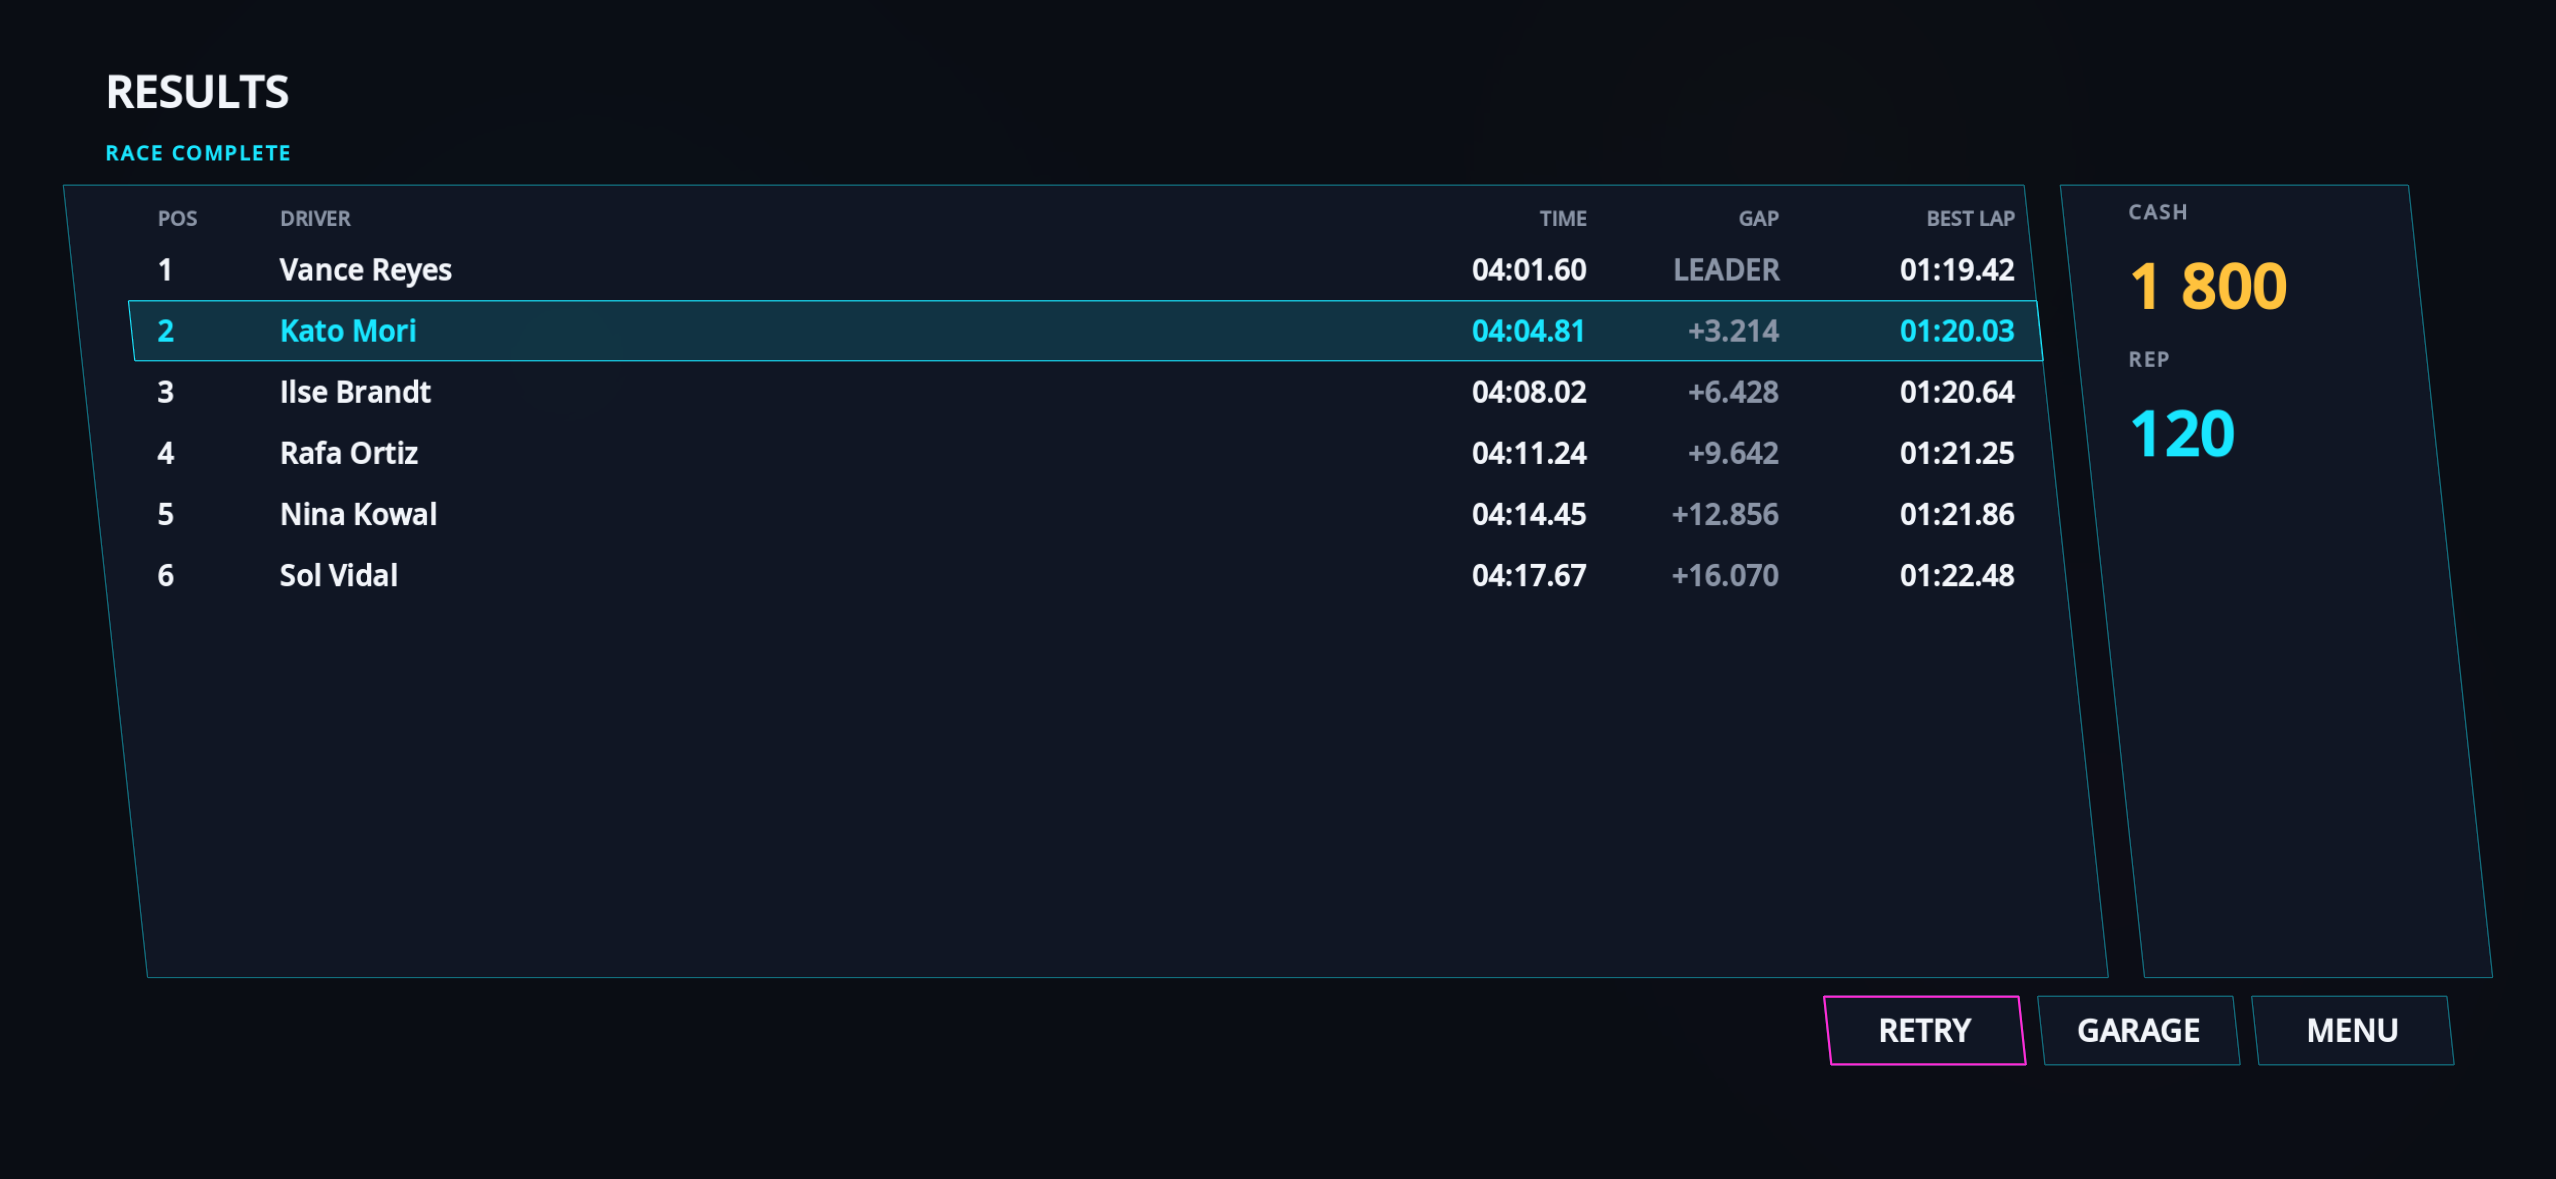 RESULTS
RACE COMPLETE
POS DRIVER TIME GAP BEST LAP
1 Vance Reyes 04:01.60 LEADER 01:19.42
2 Kato Mori 04:04.81 +3.214 01:20.03
3 Ilse Brandt 04:08.02 +6.428 01:20.64
4 Rafa Ortiz 04:11.24 +9.642 01:21.25
5 Nina Kowal 04:14.45 +12.856 01:21.86
6 Sol Vidal 04:17.67 +16.070 01:22.48
CASH
1 800
REP
120
RETRY GARAGE MENU